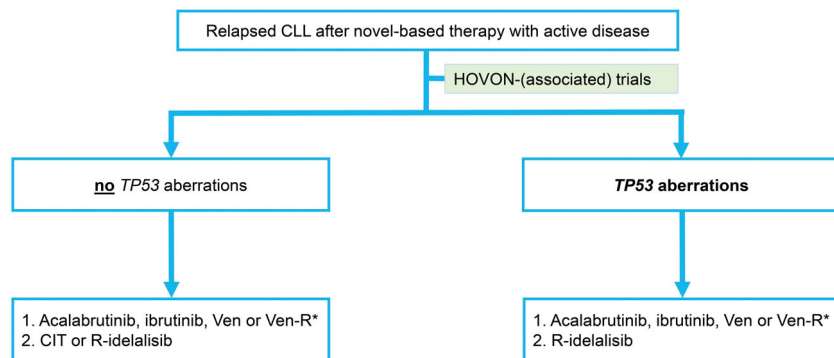 Relapsed CLL after novel-based therapy with active disease
HOVON-(associated) trials
no TP53 aberrations
TP53 aberrations
1. Acalabrutinib, ibrutinib, Ven or Ven-R*
2. CIT or R-idelalisib
1. Acalabrutinib, ibrutinib, Ven or Ven-R*
2. R-idelalisib